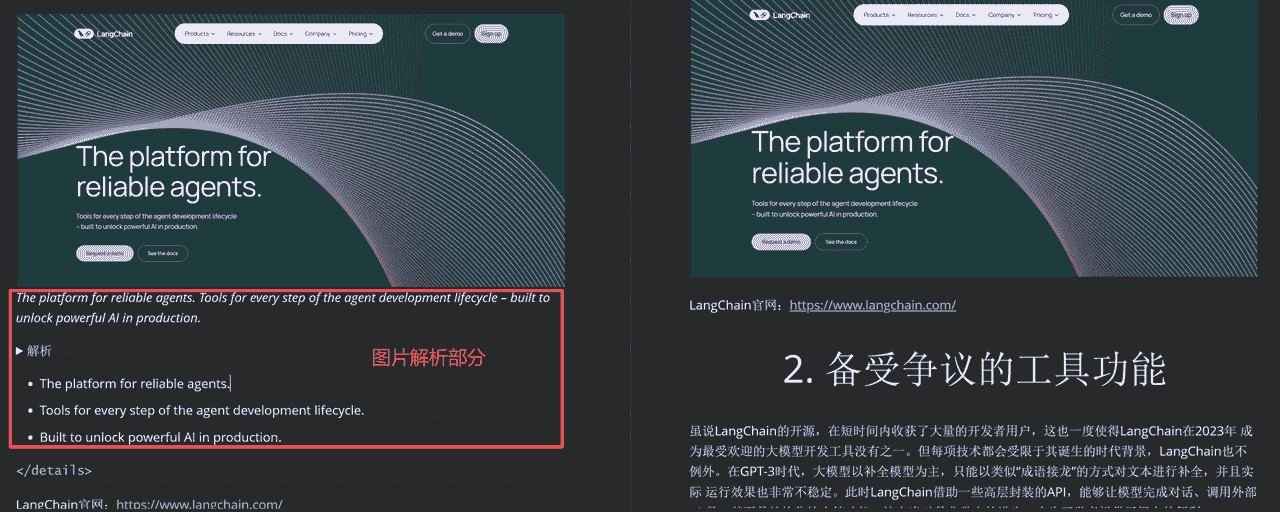 LangChain
Products Resources Docs Company Pricing
Get a demo
Sign up
The platform for
reliable agents.
Tools for every step of the agent development lifecycle
– built to unlock powerful AI in production.
Request a demo
See the docs
The platform for reliable agents. Tools for every step of the agent development lifecycle – built to
unlock powerful AI in production.
解析
图片解析部分
The platform for reliable agents.
Tools for every step of the agent development lifecycle.
Built to unlock powerful AI in production.
</details>
LangChain官网：https://www.langchain.com/
LangChain
Products Resources Docs Company Pricing
Get a demo
Sign up
The platform for
reliable agents.
Tools for every step of the agent development lifecycle
– built to unlock powerful AI in production.
Request a demo
See the docs
LangChain官网：https://www.langchain.com/
2. 备受争议的工具功能
虽说LangChain的开源，在短时间内收获了大量的开发者用户，这也一度使得LangChain在2023年 成
为最受欢迎的大模型开发工具没有之一。但每项技术都会受限于其诞生的时代背景，LangChain也不
例外。在GPT-3时代，大模型以补全模型为主，只能以类似“成语接龙”的方式对文本进行补全，并且实
际 运行效果也非常不稳定。此时LangChain借助一些高层封装的API，能够让模型完成对话、调用外部